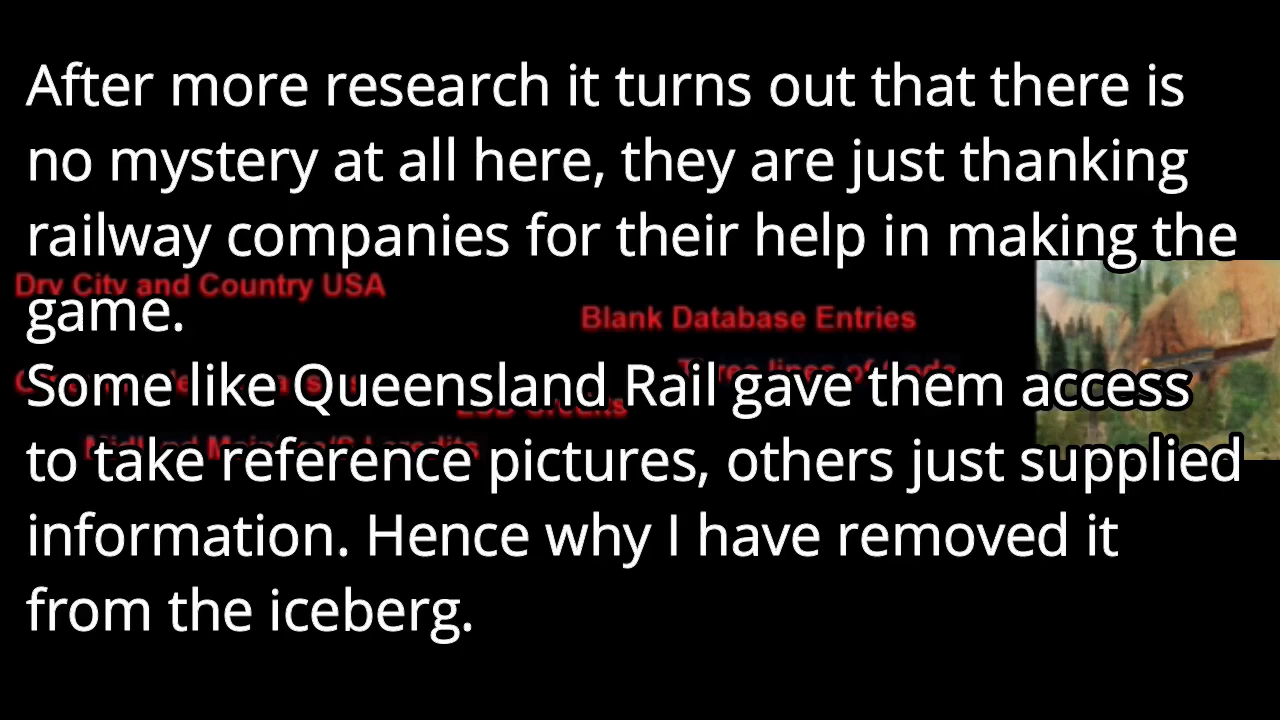 After more research it turns out that there is
no mystery at all here, they are just thanking
railway companies for their help in making the
Dry City and Country USA
game.
Blank Database Entries
Some like Queensland Rail gave them access
Credits
to take reference pictures, others just supplied
information. Hence why I have removed it
from the iceberg.